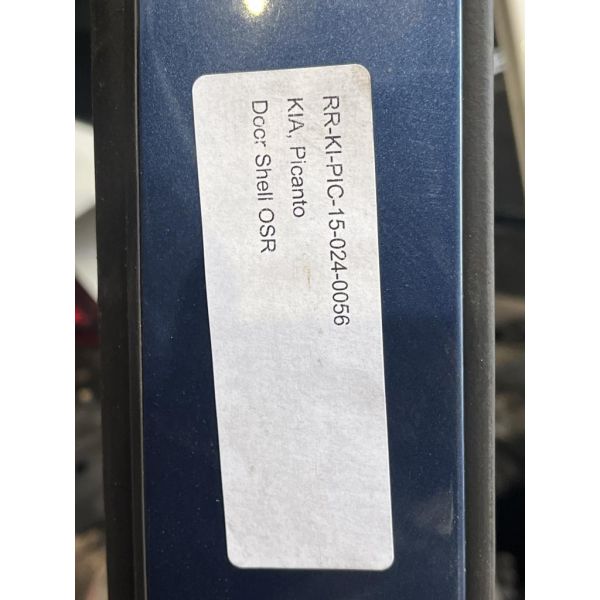 RR-KI-PIC-15-024-0056
KIA, Picanto
Door Shell OSR